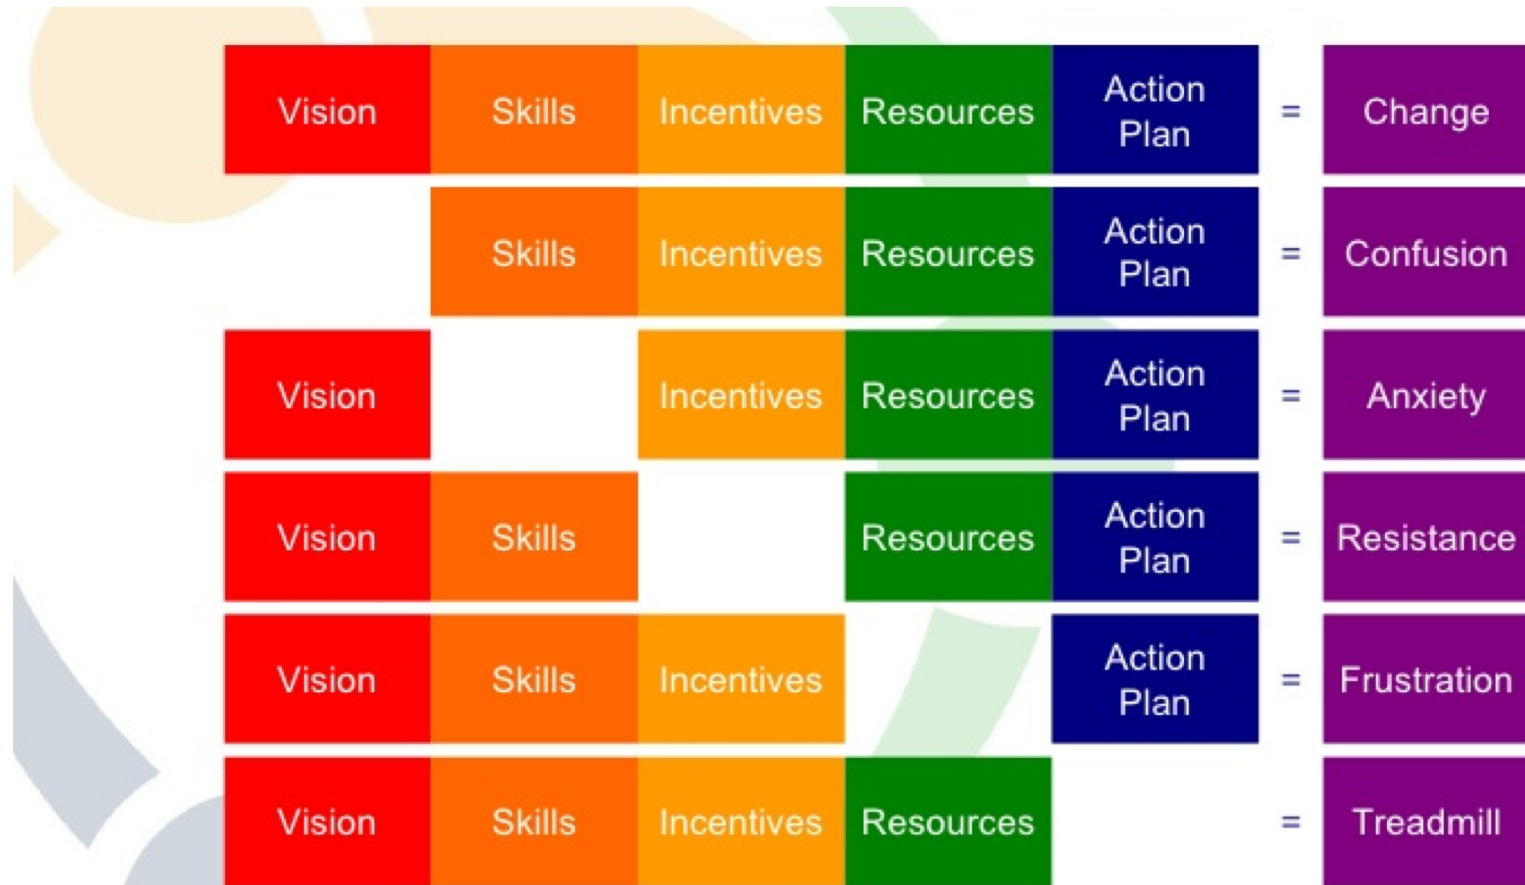 Vision Skills Incentives Resources Action Plan = Change
Skills Incentives Resources Action Plan = Confusion
Vision Incentives Resources Action Plan = Anxiety
Vision Skills Resources Action Plan = Resistance
Vision Skills Incentives Action Plan = Frustration
Vision Skills Incentives Resources = Treadmill